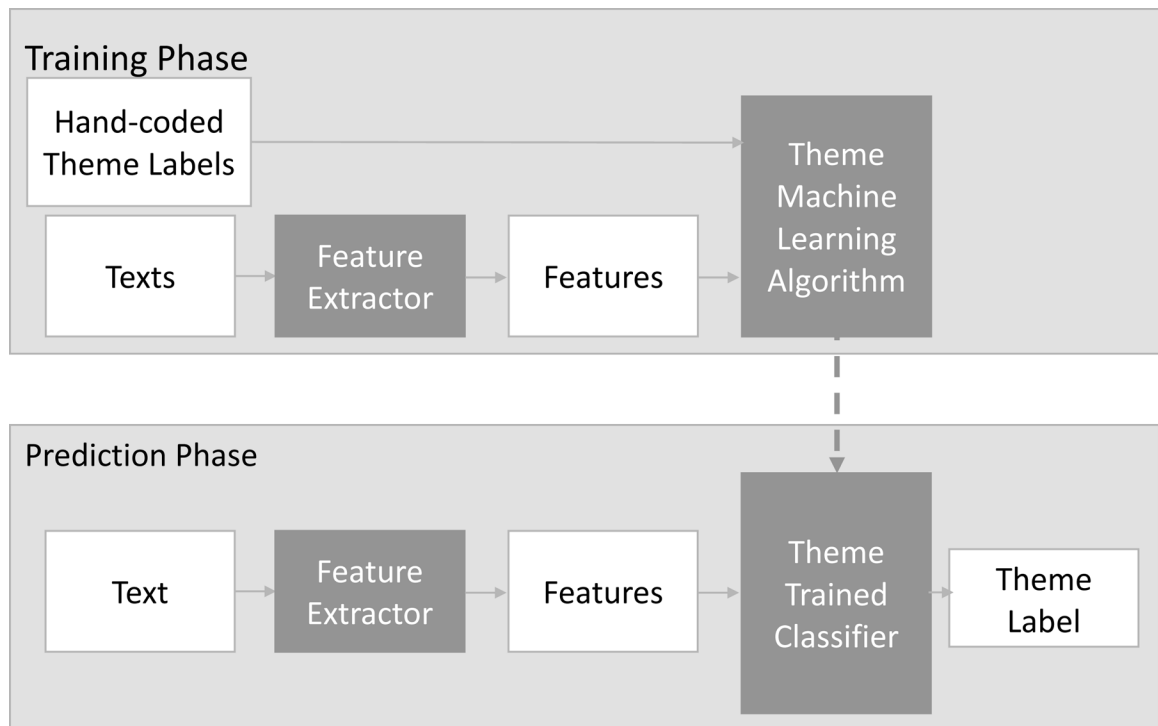 Training Phase
Hand-coded
Theme Labels
Theme
Machine
Learning
Algorithm
Texts
Feature
Extractor
Features
Prediction Phase
Text
Feature
Extractor
Features
Theme
Trained
Classifier
Theme
Label